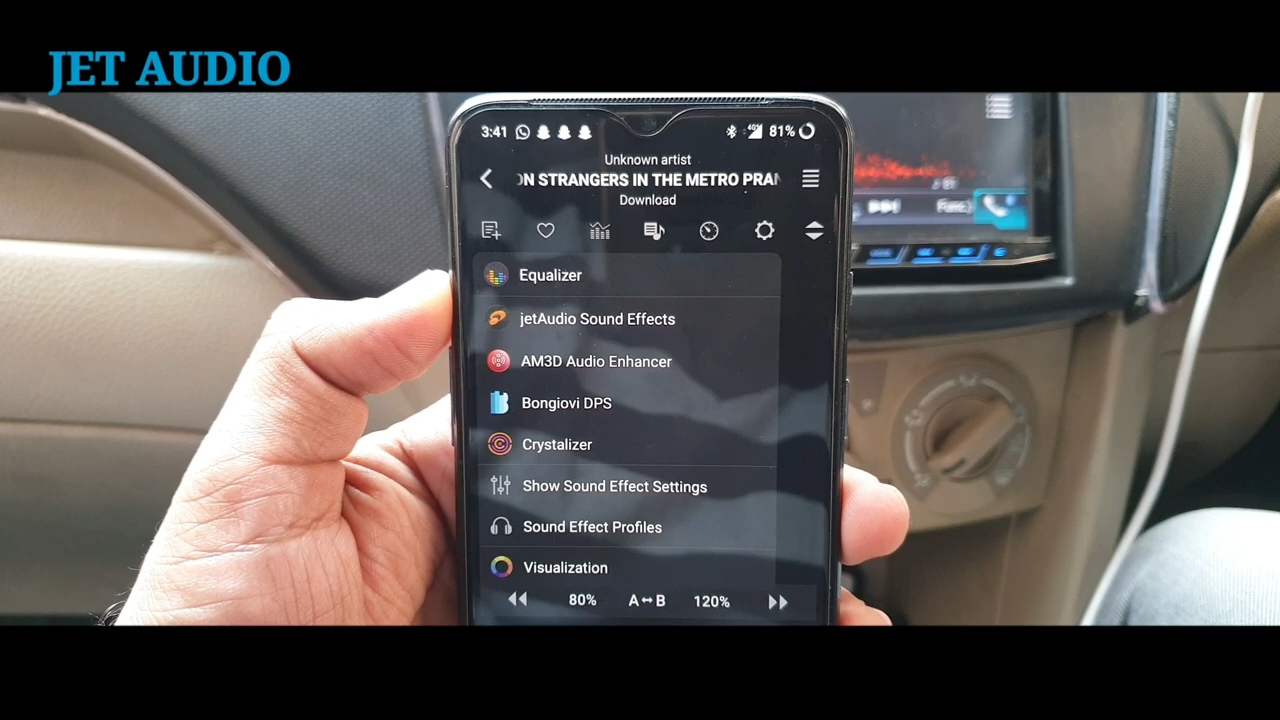 JET AUDIO
3:41
81%
Unknown artist
ON STRANGERS IN THE METRO PRAN
Download
Equalizer
jetAudio Sound Effects
AM3D Audio Enhancer
Bongiovi DPS
Crystalizer
Show Sound Effect Settings
Sound Effect Profiles
Visualization
80%
A↔B
120%
Func